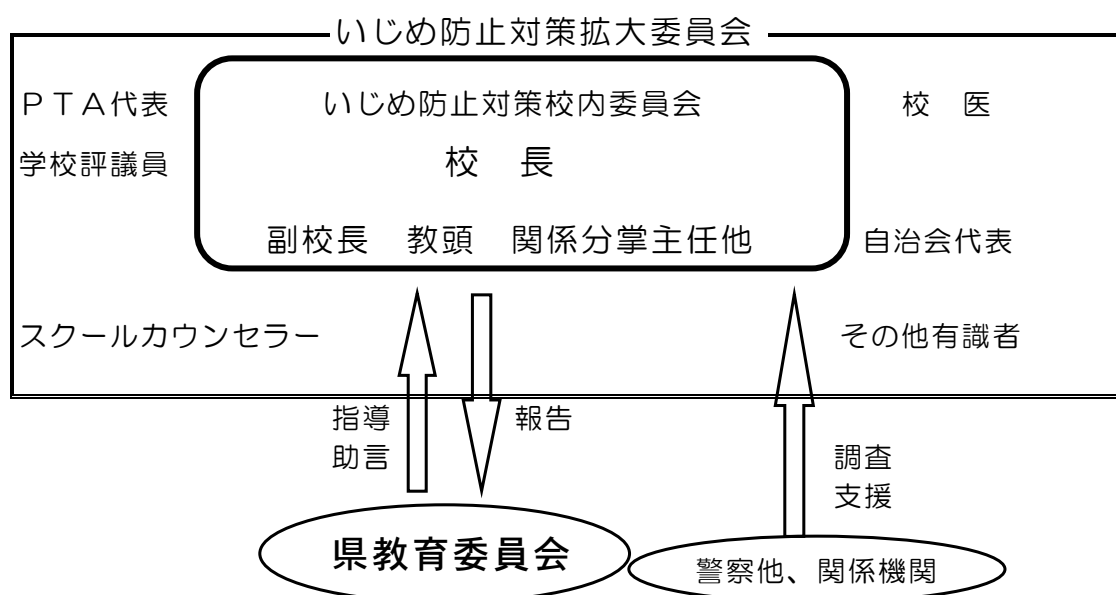 いじめ防止対策拡大委員会
ＰＴＡ代表
いじめ防止対策校内委員会
校　医
学校評議員
校　長
副校長　教頭　関係分掌主任他
自治会代表
スクールカウンセラー
その他有識者
指導
助言
報告
調査
支援
県教育委員会
警察他、関係機関